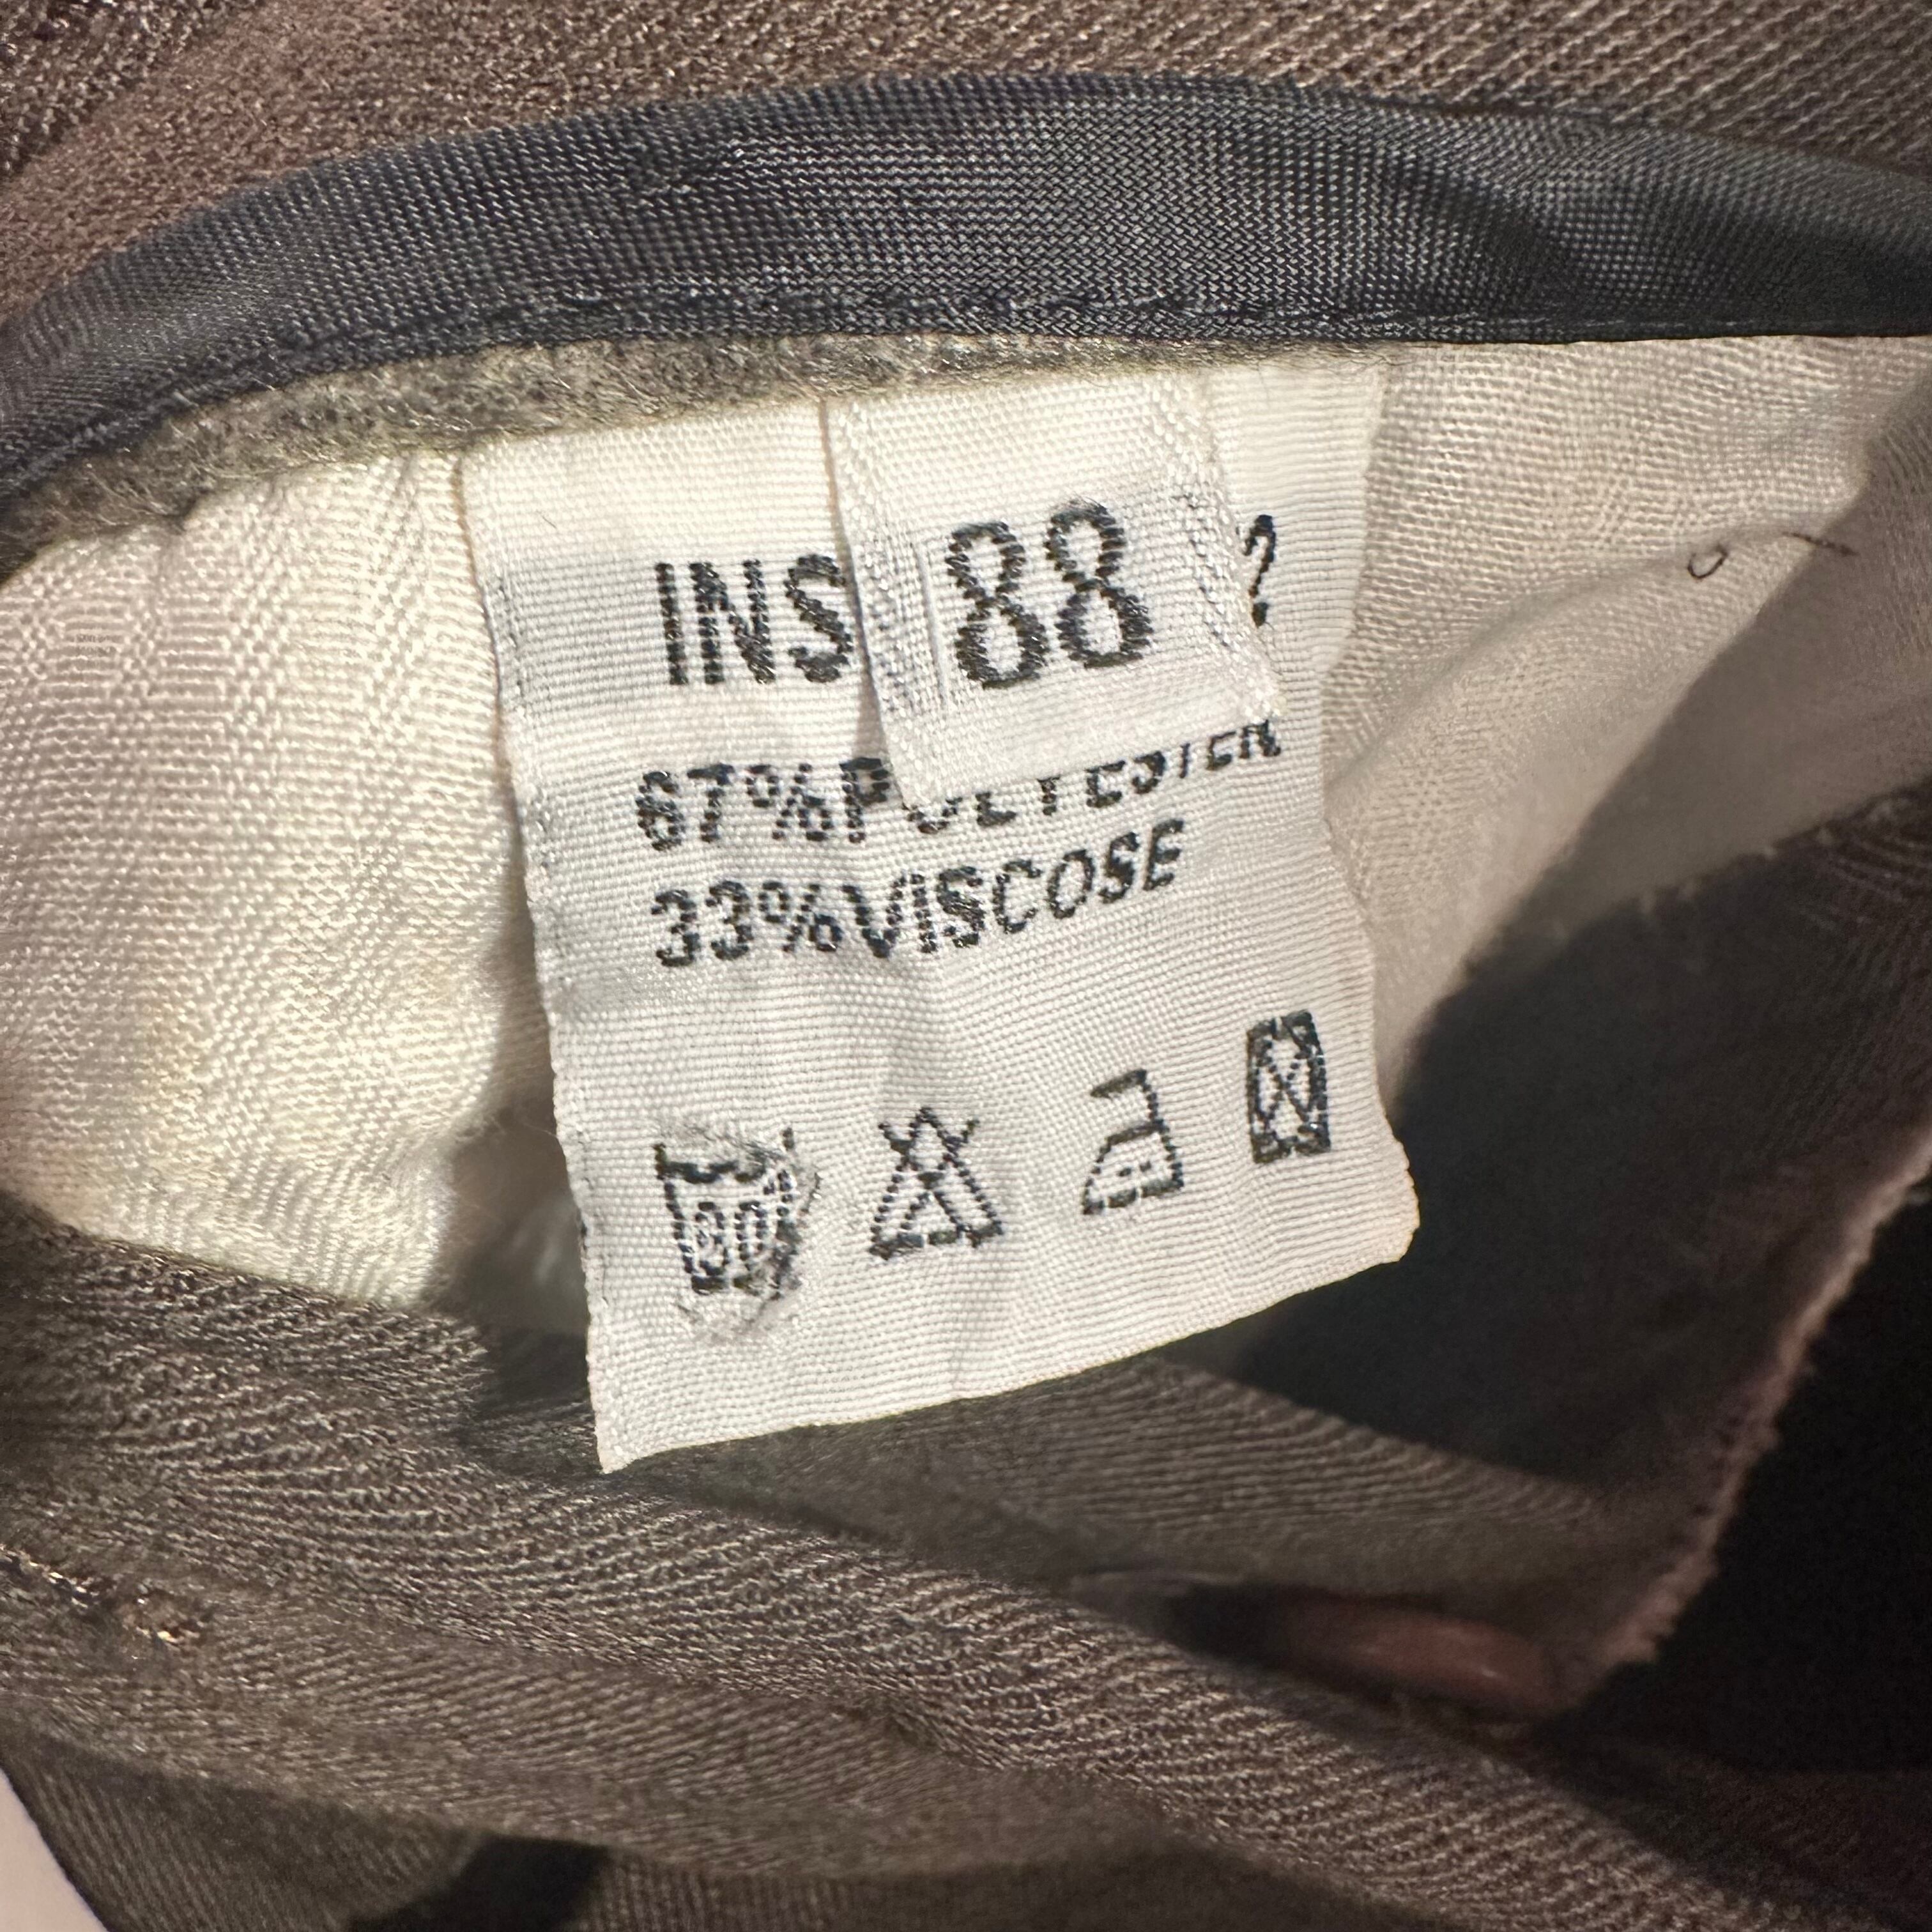 INS
88
67%POLYESTER
33%VISCOSE
30